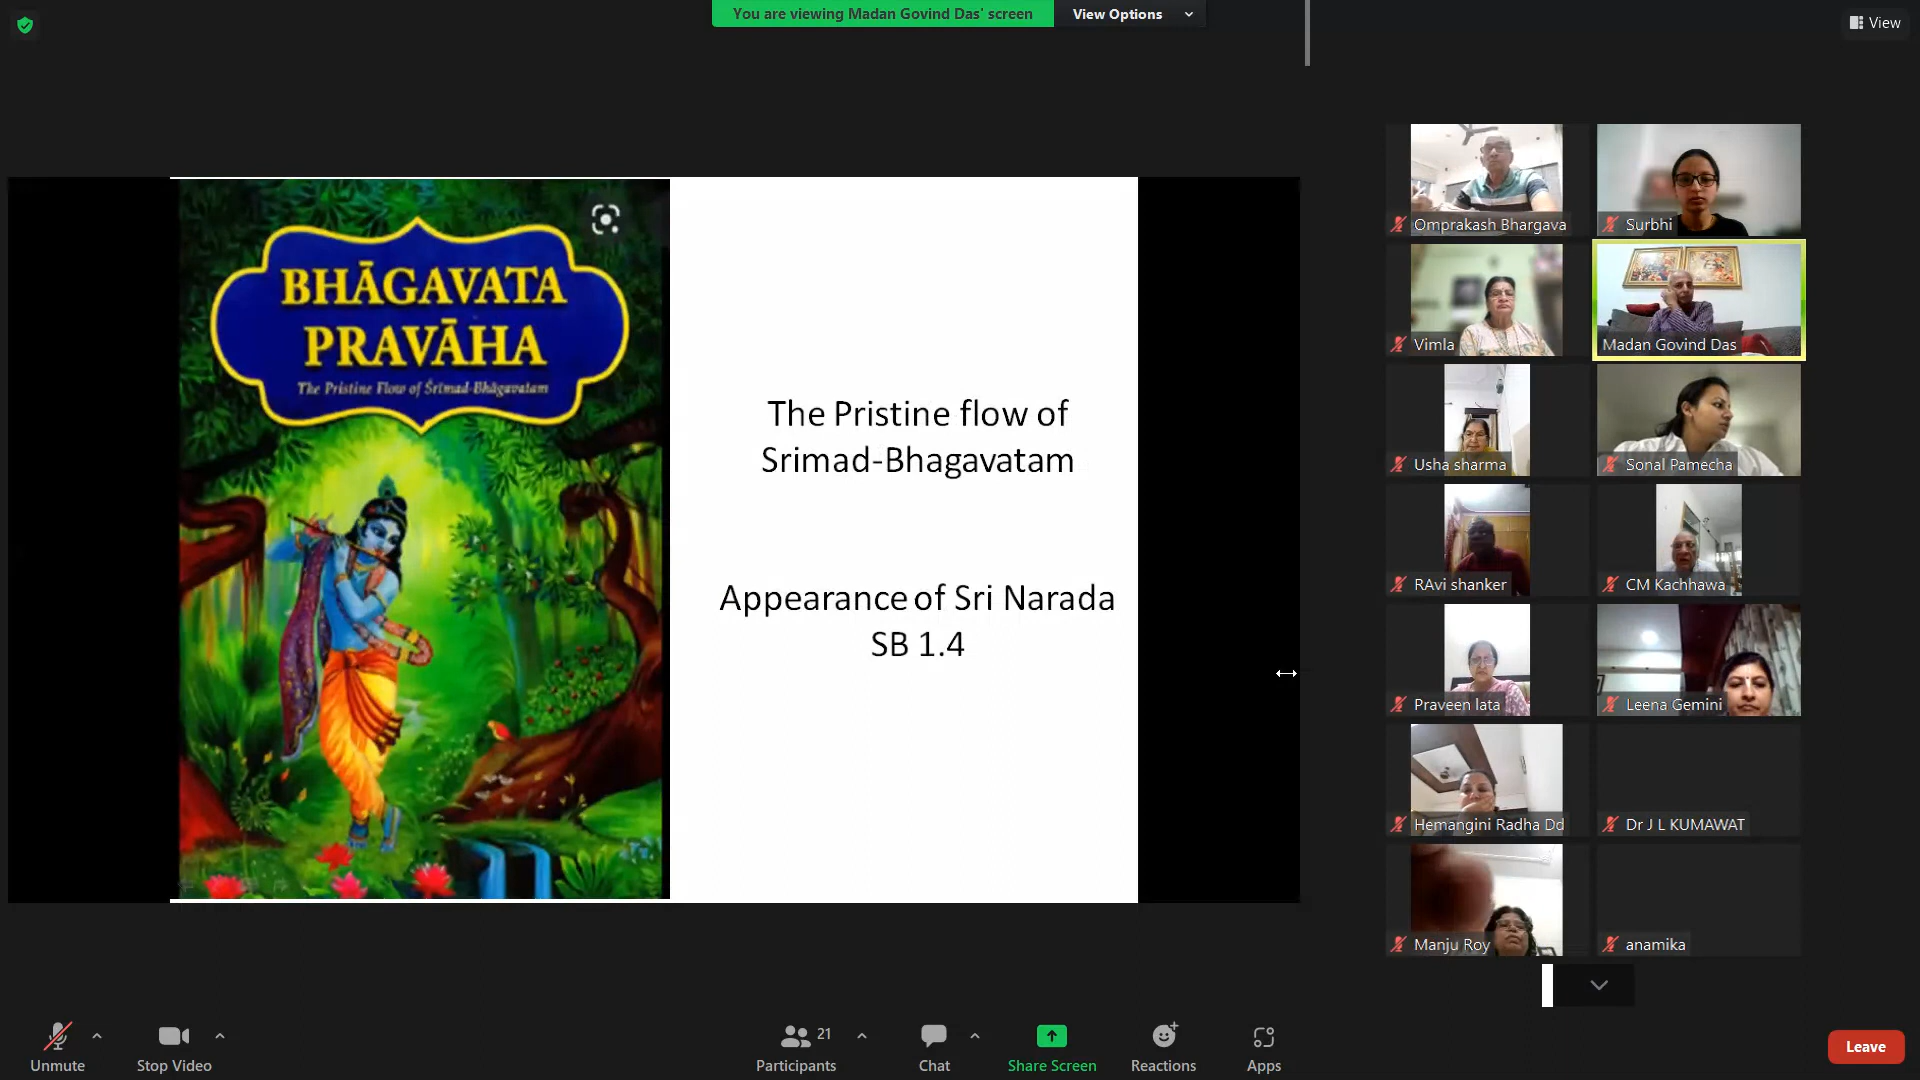 You are viewing Madan Govind Das' screen
View Options
View
BHĀGAVATA
PRAVĀHA
The Pristine Flow of Śrīmad-Bhāgavatam
The Pristine flow of
Srimad-Bhagavatam
Appearance of Sri Narada
SB 1.4
Omprakash Bhargava
Surbhi
Vimla
Madan Govind Das
Usha sharma
Sonal Pamecha
RAvi shanker
CM Kachhawa
Praveen lata
Leena Gemini
Hemangini Radha Dd
Dr J L KUMAWAT
Manju Roy
anamika
Unmute
Stop Video
21
Participants
Chat
Share Screen
Reactions
Apps
Leave